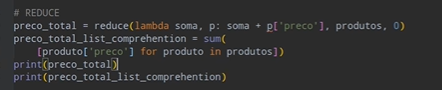 # REDUCE
preco_total = reduce(lambda soma, p: soma + p['preco'], produtos, 0)
preco_total_list_comprehention = sum(
[produto['preco'] for produto in produtos])
print(preco_total)
print(preco_total_list_comprehention)